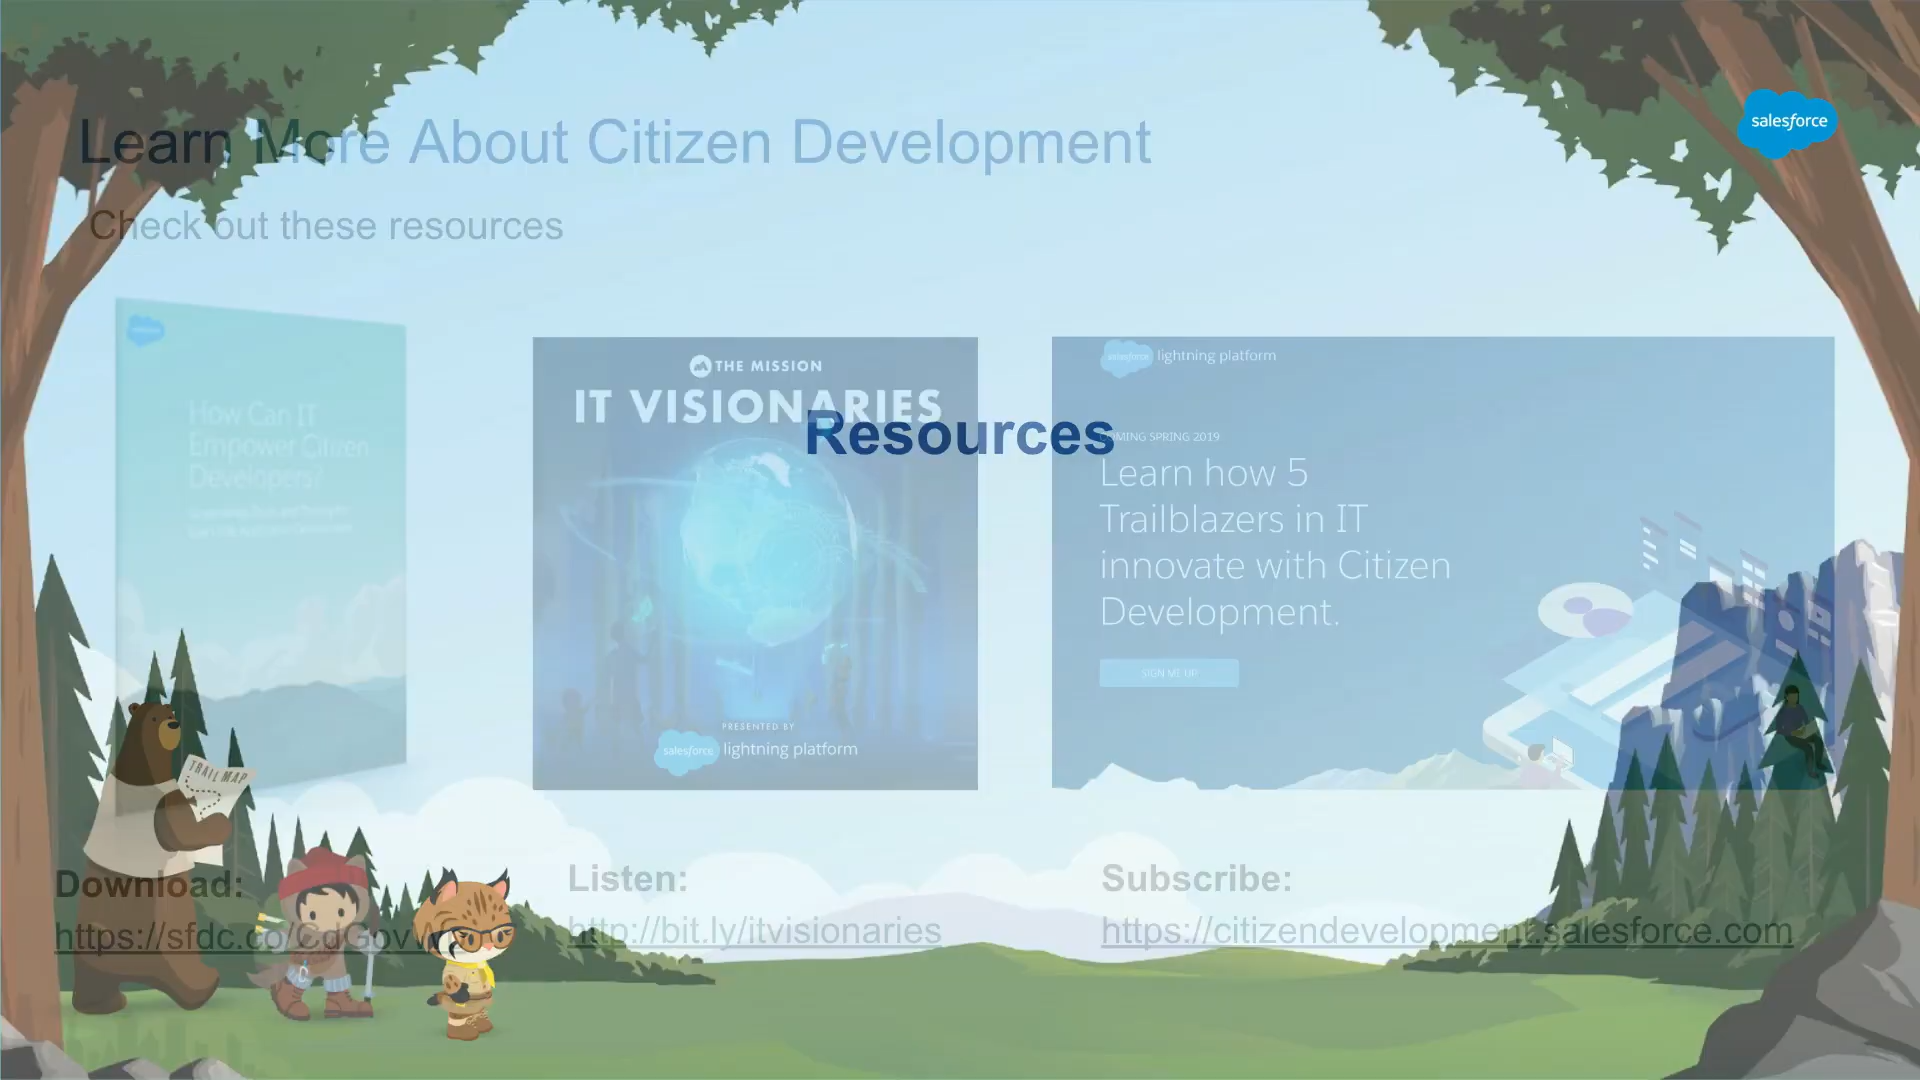 Learn More About Citizen Development
salesforce
Check out these resources
How Can IT
Empower Citizen
Developers?
THE MISSION
IT VISIONARIES
PRESENTED BY
salesforce lightning platform
Resources
salesforce lightning platform
COMING SPRING 2019
Learn how 5
Trailblazers in IT
innovate with Citizen
Development.
SIGN ME UP
TRAIL MAP
Download:
Listen:
http://bit.ly/itvisionaries
Subscribe:
https://citizendevelopment.salesforce.com